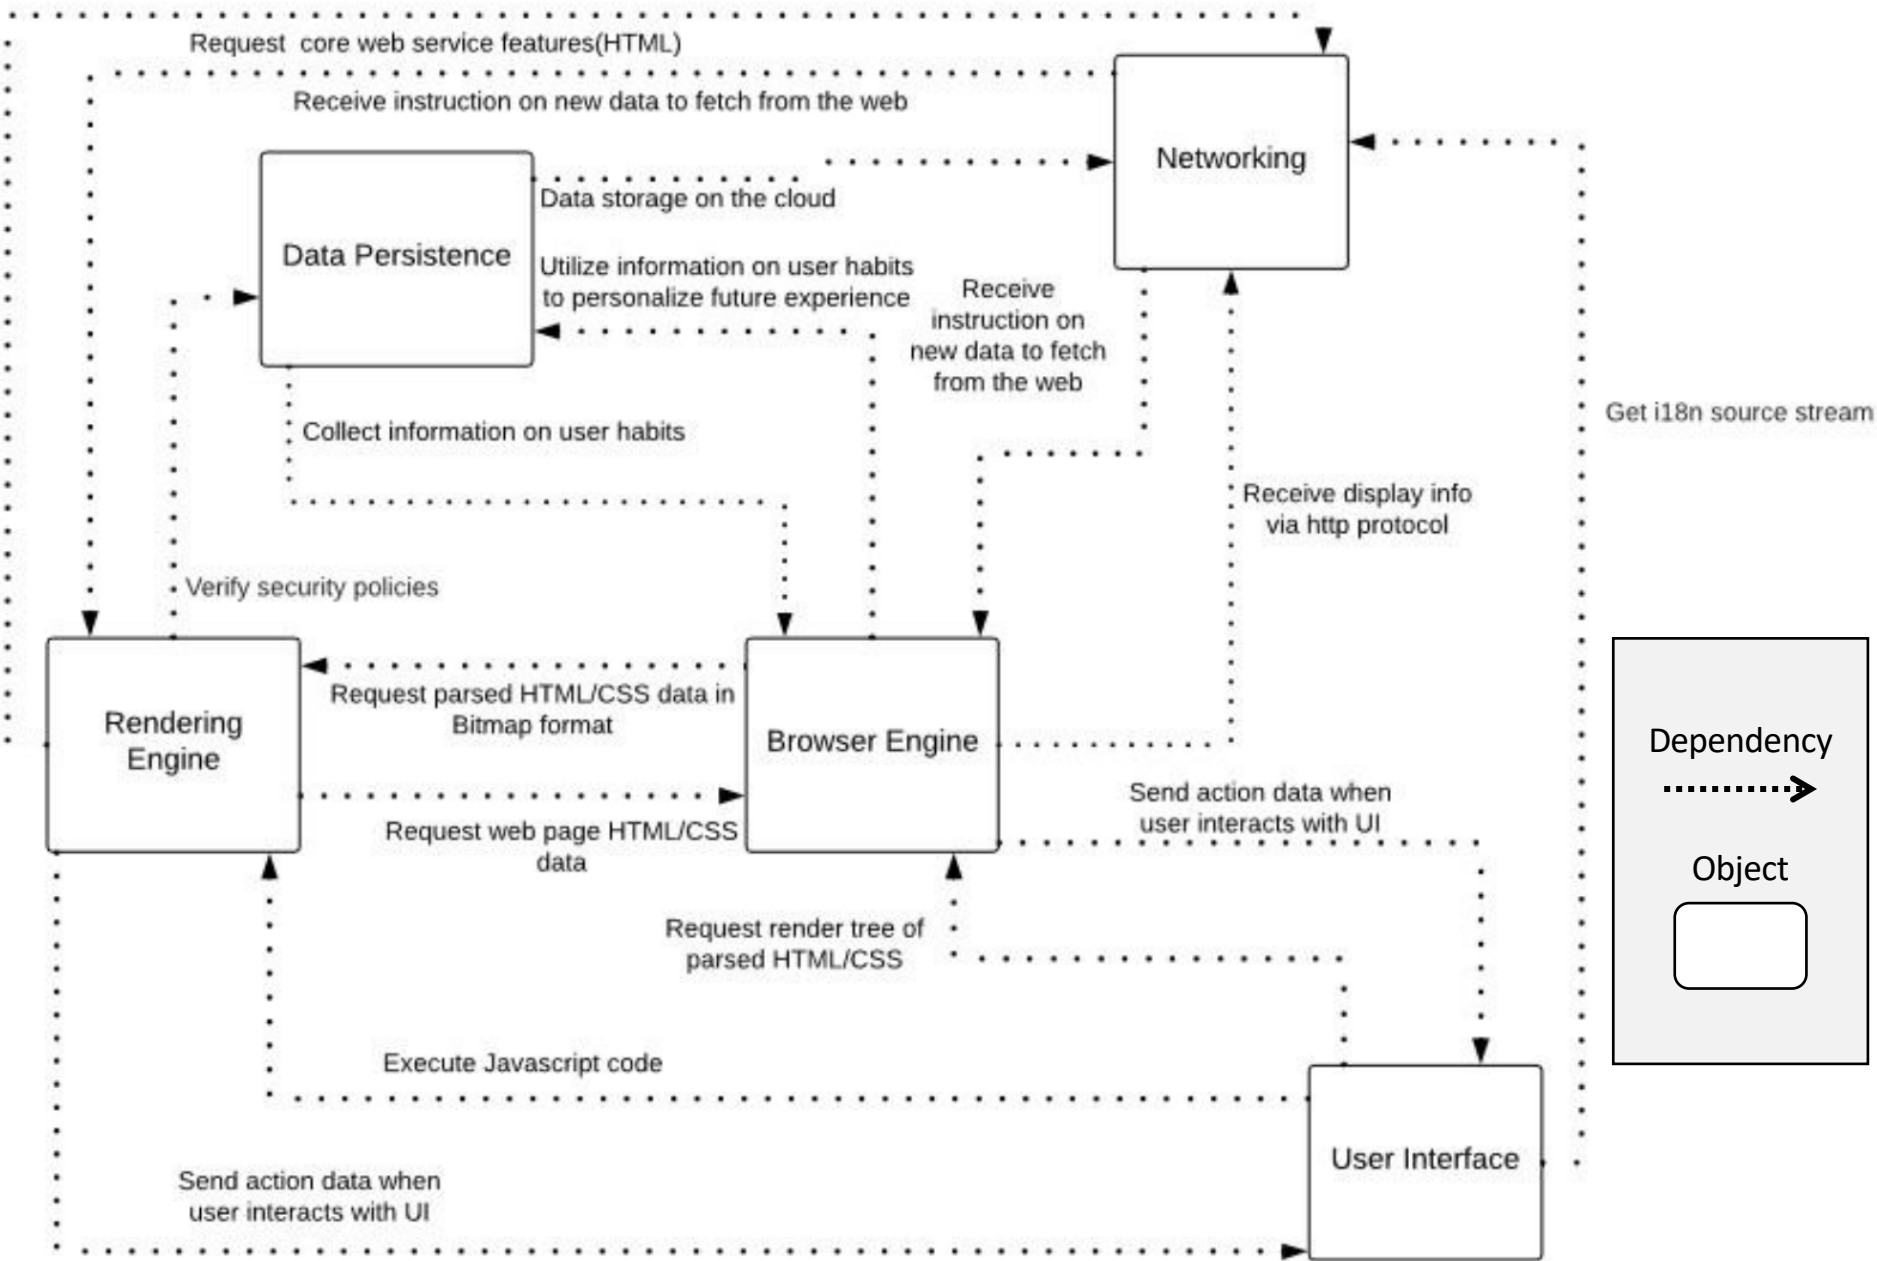 Request  core web service features(HTML)
Receive instruction on new data to fetch from the web
Networking
Data storage on the cloud
Data Persistence
Utilize information on user habits
to personalize future experience
Receive
instruction on
new data to fetch
from the web
Get i18n source stream
Collect information on user habits
Receive display info
via http protocol
Verify security policies
Request parsed HTML/CSS data in
Bitmap format
Rendering
Engine
Browser Engine
Dependency
Send action data when
user interacts with UI
Request web page HTML/CSS
data
Object
Request render tree of
parsed HTML/CSS
Execute Javascript code
User Interface
Send action data when
user interacts with UI